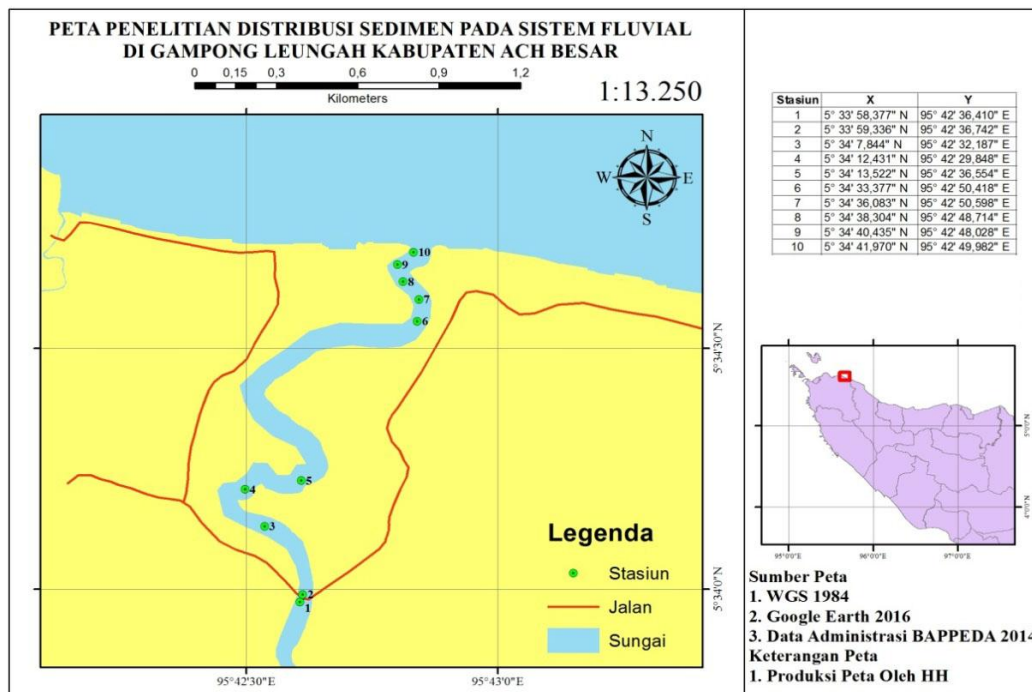 PETA PENELITIAN DISTRIBUSI SEDIMEN PADA SISTEM FLUVIAL
DI GAMPONG LEUNGAH KABUPATEN ACH BESAR
0 0,15 0,3 0,6 0,9 1,2
Kilometers
1:13.250
N
W E
S
10
9
8
7
6
5
4
3
2
1
5°34'30"N
5°34'0"N
95°42'30"E 95°43'0"E
Legenda
Stasiun
Jalan
Sungai
Stasiun X Y
1 5° 33' 58,377" N 95° 42' 36,410" E
2 5° 33' 59,336" N 95° 42' 36,742" E
3 5° 34' 7,844" N 95° 42' 32,187" E
4 5° 34' 12,431" N 95° 42' 29,848" E
5 5° 34' 13,522" N 95° 42' 36,554" E
6 5° 34' 33,377" N 95° 42' 50,418" E
7 5° 34' 36,083" N 95° 42' 50,598" E
8 5° 34' 38,304" N 95° 42' 48,714" E
9 5° 34' 40,435" N 95° 42' 48,028" E
10 5° 34' 41,970" N 95° 42' 49,982" E
5°0'0"N
4°0'0"N
95°0'0"E 96°0'0"E 97°0'0"E
Sumber Peta
1. WGS 1984
2. Google Earth 2016
3. Data Administrasi BAPPEDA 2014
Keterangan Peta
1. Produksi Peta Oleh HH